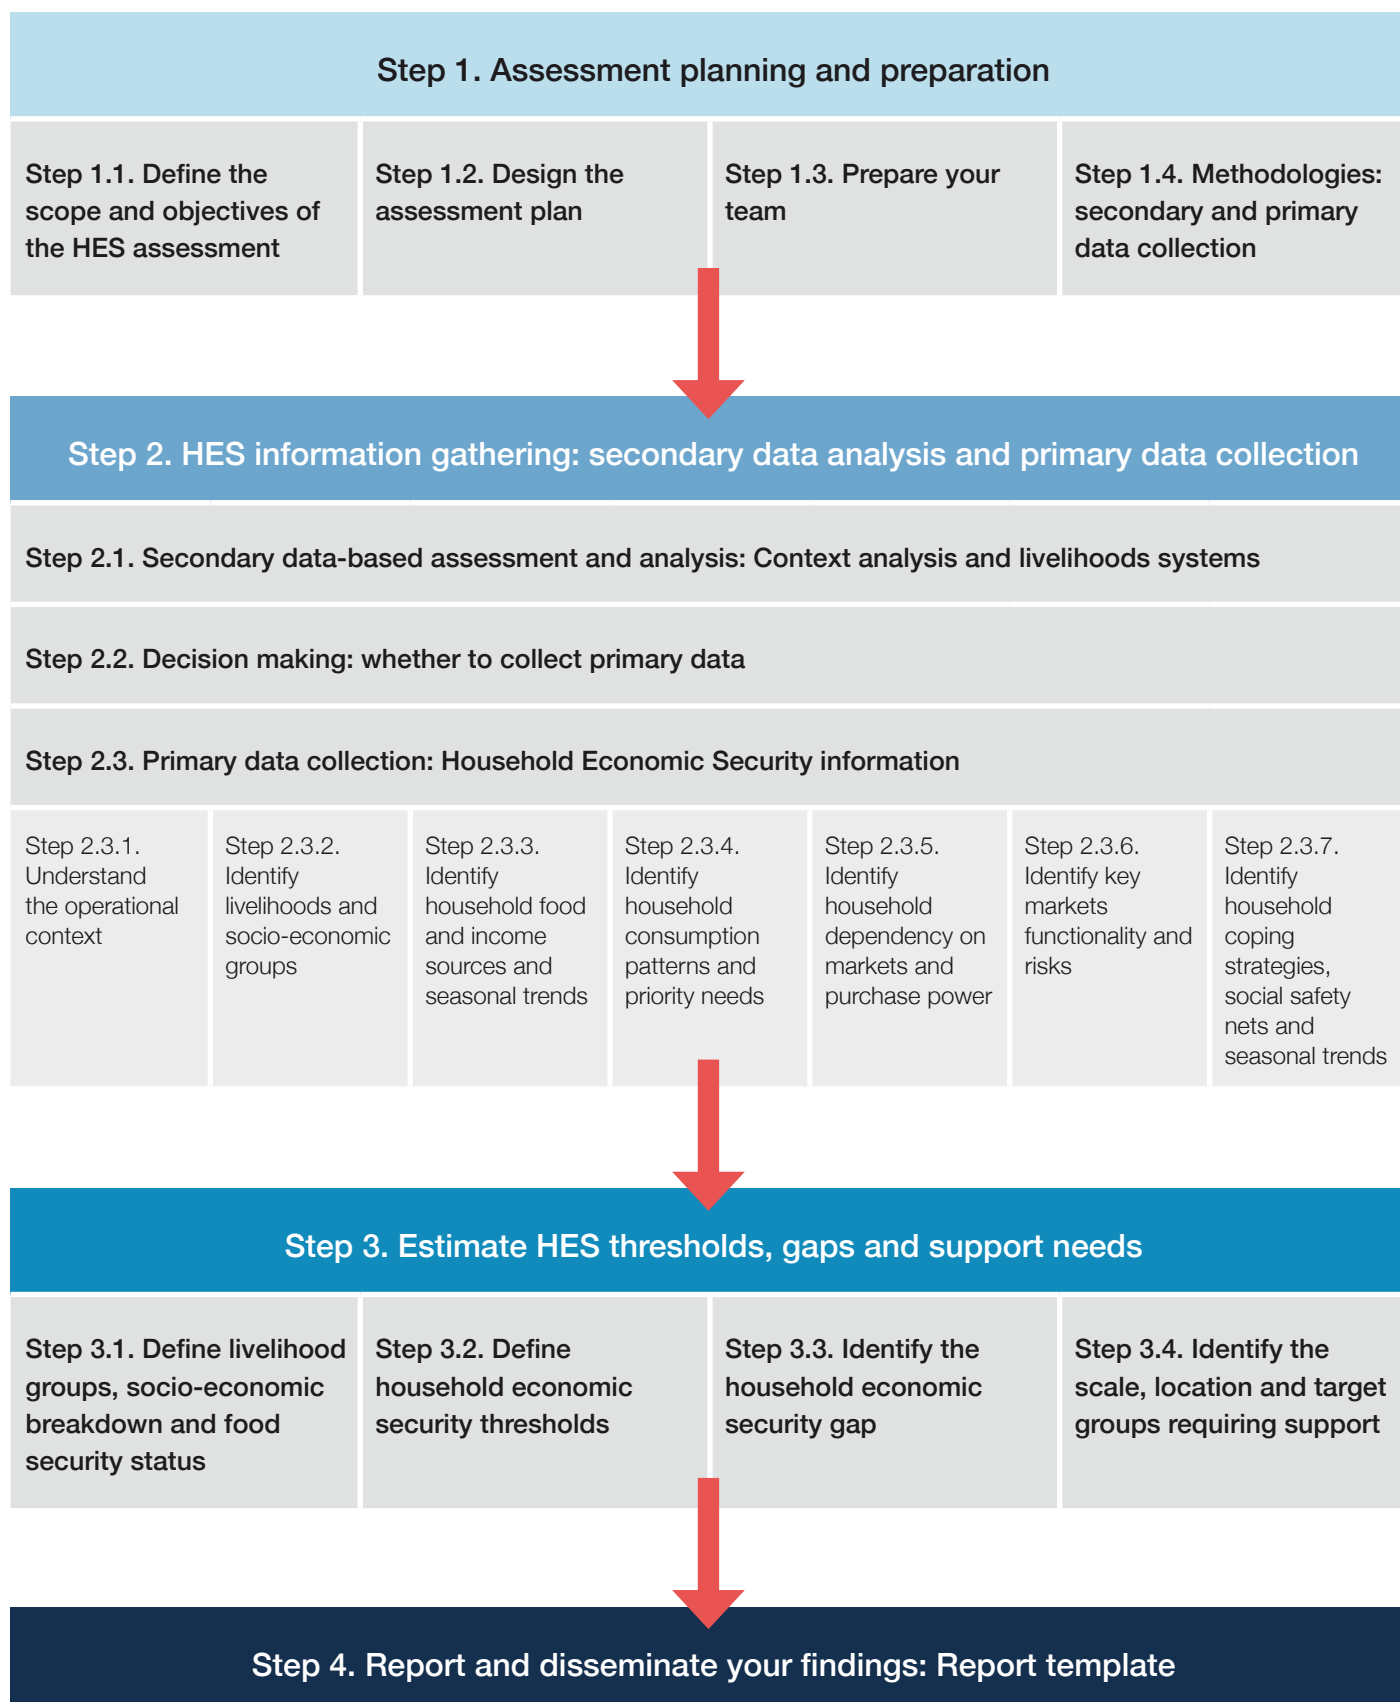 Step 1. Assessment planning and preparation
Step 1.1. Define the
scope and objectives of
the HES assessment
Step 1.2. Design the
assessment plan
Step 1.3. Prepare your
team
Step 1.4. Methodologies:
secondary and primary
data collection
Step 2. HES information gathering: secondary data analysis and primary data collection
Step 2.1. Secondary data-based assessment and analysis: Context analysis and livelihoods systems
Step 2.2. Decision making: whether to collect primary data
Step 2.3. Primary data collection: Household Economic Security information
Step 2.3.1.
Understand
the operational
context
Step 2.3.2.
Identify
livelihoods and
socio-economic
groups
Step 2.3.3.
Identify
household food
and income
sources and
seasonal trends
Step 2.3.4.
Identify
household
consumption
patterns and
priority needs
Step 2.3.5.
Identify
household
dependency on
markets and
purchase power
Step 2.3.6.
Identify key
markets
functionality and
risks
Step 2.3.7.
Identify
household
coping
strategies,
social safety
nets and
seasonal trends
Step 3. Estimate HES thresholds, gaps and support needs
Step 3.1. Define livelihood
groups, socio-economic
breakdown and food
security status
Step 3.2. Define
household economic
security thresholds
Step 3.3. Identify the
household economic
security gap
Step 3.4. Identify the
scale, location and target
groups requiring support
Step 4. Report and disseminate your findings: Report template